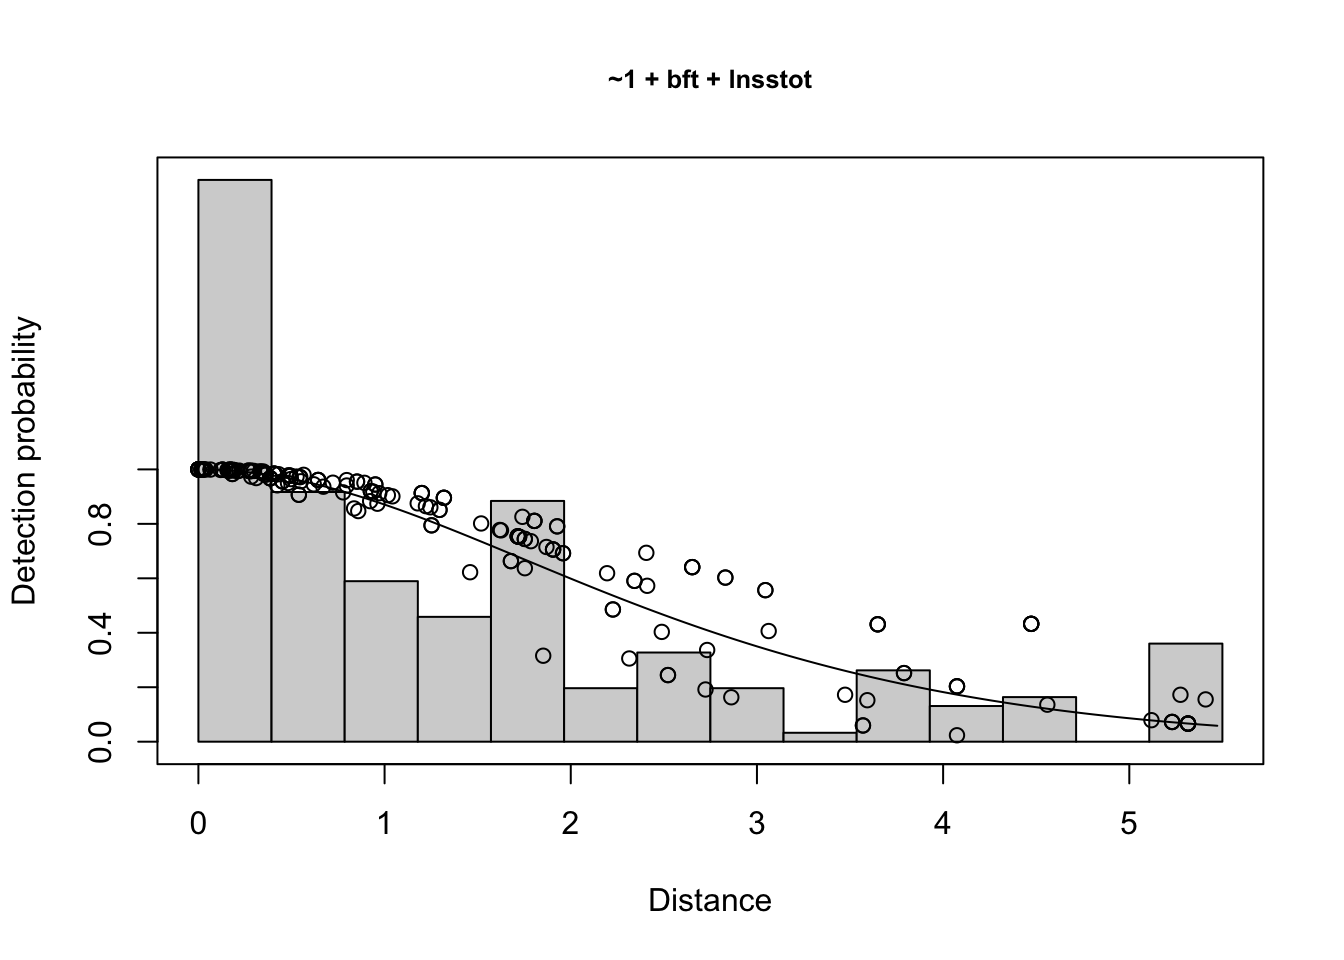 ~1 + bft + lnsstot
Detection probability
0.8
0.4
0.0
0 1 2 3 4 5
Distance